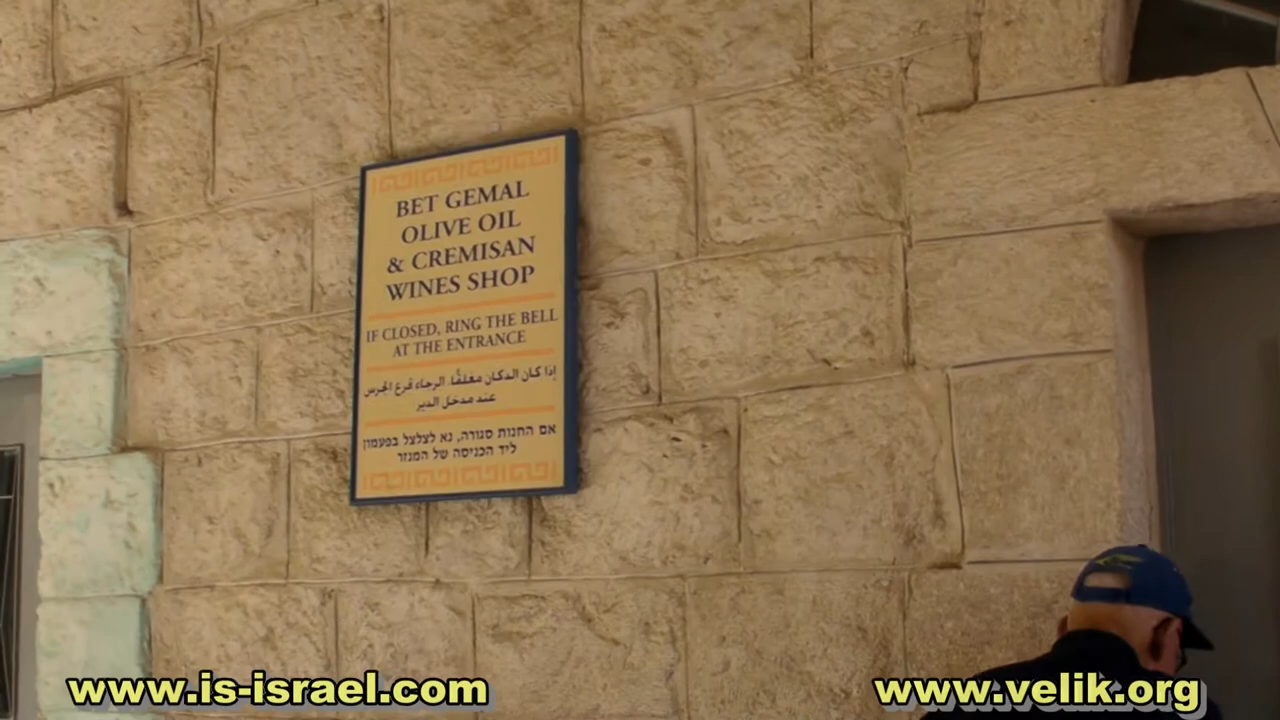 BET GEMAL
OLIVE OIL
& CREMISAN
WINES SHOP
IF CLOSED, RING THE BELL
AT THE ENTRANCE
إذا كان الدكان مغلقًا، الرجاء قرع الجرس
عند مدخل الدير
אם החנות סגורה, נא לצלצל בפעמון
ליד הכניסה של המנזר
www.is-israel.com
www.velik.org